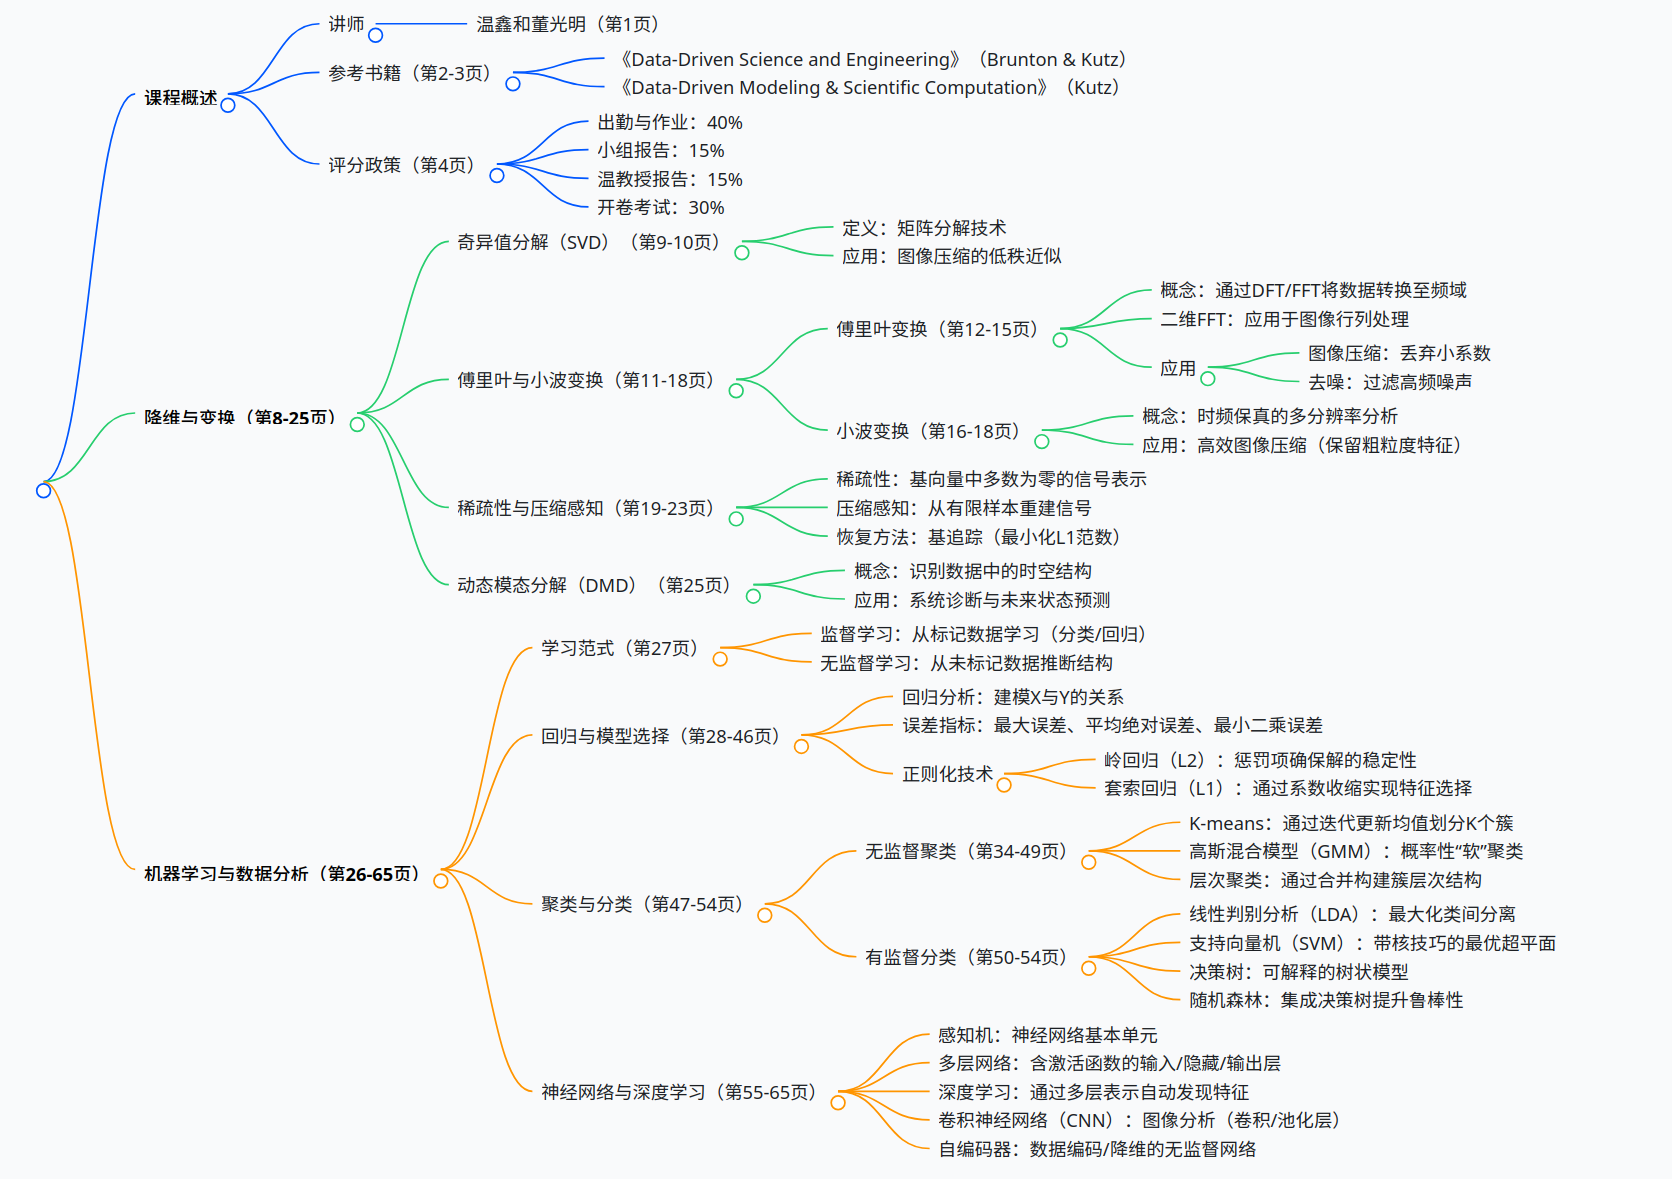 课程概述
讲师
温鑫和董光明（第1页）
参考书籍（第2-3页）
《Data-Driven Science and Engineering》（Brunton & Kutz）
《Data-Driven Modeling & Scientific Computation》（Kutz）
评分政策（第4页）
出勤与作业：40%
小组报告：15%
温教授报告：15%
开卷考试：30%
降维与变换（第8-25页）
奇异值分解（SVD）（第9-10页）
定义：矩阵分解技术
应用：图像压缩的低秩近似
傅里叶与小波变换（第11-18页）
傅里叶变换（第12-15页）
概念：通过DFT/FFT将数据转换至频域
二维FFT：应用于图像行列处理
应用
图像压缩：丢弃小系数
去噪：过滤高频噪声
小波变换（第16-18页）
概念：时频保真的多分辨率分析
应用：高效图像压缩（保留粗粒度特征）
稀疏性与压缩感知（第19-23页）
稀疏性：基向量中多数为零的信号表示
压缩感知：从有限样本重建信号
恢复方法：基追踪（最小化L1范数）
动态模态分解（DMD）（第25页）
概念：识别数据中的时空结构
应用：系统诊断与未来状态预测
机器学习与数据分析（第26-65页）
学习范式（第27页）
监督学习：从标记数据学习（分类/回归）
无监督学习：从未标记数据推断结构
回归与模型选择（第28-46页）
回归分析：建模X与Y的关系
误差指标：最大误差、平均绝对误差、最小二乘误差
正则化技术
岭回归（L2）：惩罚项确保解的稳定性
套索回归（L1）：通过系数收缩实现特征选择
聚类与分类（第47-54页）
无监督聚类（第34-49页）
K-means：通过迭代更新均值划分K个簇
高斯混合模型（GMM）：概率性“软”聚类
层次聚类：通过合并构建簇层次结构
有监督分类（第50-54页）
线性判别分析（LDA）：最大化类间分离
支持向量机（SVM）：带核技巧的最优超平面
决策树：可解释的树状模型
随机森林：集成决策树提升鲁棒性
神经网络与深度学习（第55-65页）
感知机：神经网络基本单元
多层网络：含激活函数的输入/隐藏/输出层
深度学习：通过多层表示自动发现特征
卷积神经网络（CNN）：图像分析（卷积/池化层）
自编码器：数据编码/降维的无监督网络